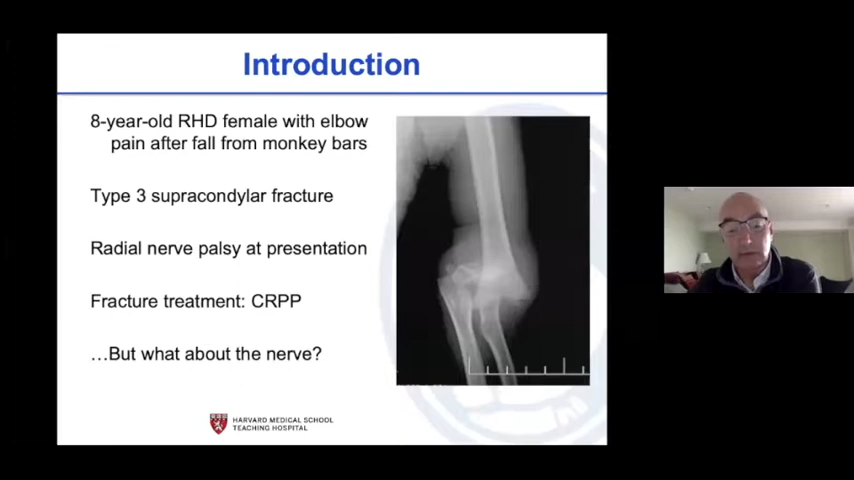 Introduction
8-year-old RHD female with elbow
pain after fall from monkey bars
Type 3 supracondylar fracture
Radial nerve palsy at presentation
Fracture treatment: CRPP
…But what about the nerve?
HARVARD MEDICAL SCHOOL
TEACHING HOSPITAL